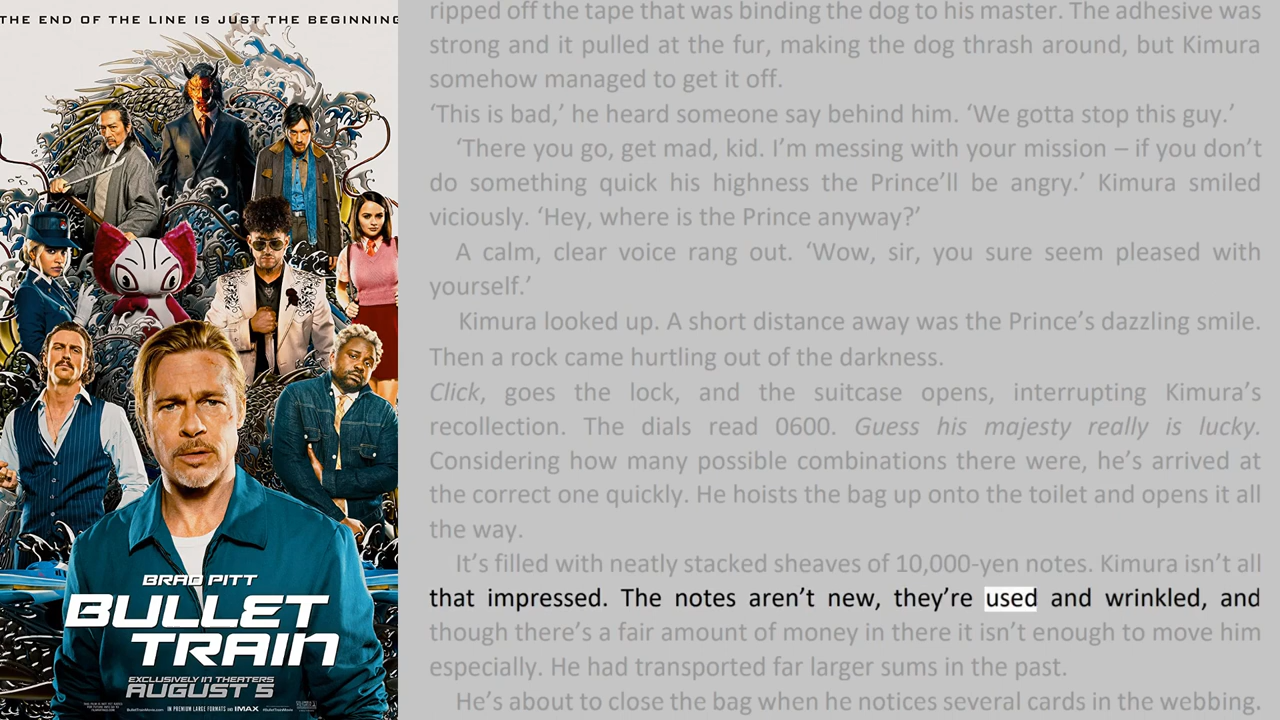 THE END OF THE LINE IS JUST THE BEGINNING
BRAD PITT
BULLET
TRAIN
EXCLUSIVELY IN THEATERS
AUGUST 5
BulletTrainMovie.com
IN PREMIUM LARGE FORMATS and IMAX
#BulletTrainMovie
ripped off the tape that was binding the dog to his master. The adhesive was
strong and it pulled at the fur, making the dog thrash around, but Kimura
somehow managed to get it off.
‘This is bad,’ he heard someone say behind him. ‘We gotta stop this guy.’
‘There you go, get mad, kid. I’m messing with your mission – if you don’t
do something quick his highness the Prince’ll be angry.’ Kimura smiled
viciously. ‘Hey, where is the Prince anyway?’
A calm, clear voice rang out. ‘Wow, sir, you sure seem pleased with
yourself.’
Kimura looked up. A short distance away was the Prince’s dazzling smile.
Then a rock came hurtling out of the darkness.
Click, goes the lock, and the suitcase opens, interrupting Kimura’s
recollection. The dials read 0600. Guess his majesty really is lucky.
Considering how many possible combinations there were, he’s arrived at
the correct one quickly. He hoists the bag up onto the toilet and opens it all
the way.
It’s filled with neatly stacked sheaves of 10,000-yen notes. Kimura isn’t all
that impressed. The notes aren’t new, they’re used and wrinkled, and
though there’s a fair amount of money in here it isn’t enough to move him
especially. He had transported far larger sums in the past.
He’s about to close the bag when he notices several cards in the webbing.